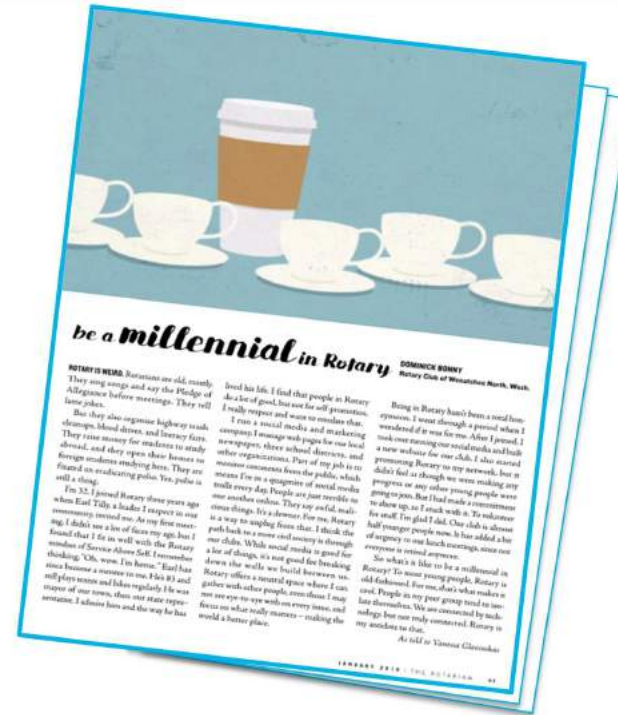 be a millennial in Rotary
DOMINICK BONNY
Rotary Club of Wenatchee North, Wash.
ROTARY IS WEIRD. Rotarians are old, mostly.
They sing songs and say the Pledge of
Allegiance before meetings. They tell
lame jokes.
But they also organize highway trash
cleanups, blood drives, and literacy fairs.
They raise money for students to study
abroad, and they open their homes to
foreign students studying here. They are
fixated on eradicating polio. Yes, polio is
still a thing.
I'm 32. I joined Rotary three years ago
when Earl Tilly, a leader I respect in our
community, invited me. At my first meet-
ing, I didn't see a lot of faces my age, but I
found that I fit in well with the Rotary
mindset of Service Above Self. I remember
thinking, "Oh, wow. I'm home." Earl has
since become a mentor to me. He's 83 and
still plays tennis and bikes regularly. He was
mayor of our town, then our state repre-
sentative. I admire him and the way he has
lived his life. I find that people in Rotary
do a lot of good, but not for self-promotion.
I really respect and want to emulate that.
I run a social media and marketing
company. I manage web pages for our local
newspaper, three school districts, and
other organizations. Part of my job is to
monitor comments from the public, which
means I'm in a quagmire of social media
trolls every day. People are just terrible to
one another online. They say awful, mali-
cious things. It's a downer. For me, Rotary
is a way to unplug from that. I think the
path back to a more civil society is through
our clubs. While social media is good for
a lot of things, it's not good for breaking
down the walls we build between us.
Rotary offers a neutral space where I can
gather with other people, even those I may
not see eye-to-eye with on every issue, and
focus on what really matters – making the
world a better place.
Being in Rotary hasn't been a total hon-
eymoon. I went through a period when I
wondered if it was for me. After I joined, I
took over running our social media and built
a new website for our club. I also started
promoting Rotary to my network, but it
didn't feel as though we were making any
progress or any other young people were
going to join. But I had made a commitment
to show up, so I stuck with it. To volunteer
for stuff. I'm glad I did. Our club is almost
half younger people now. It has added a bit
of urgency to our lunch meetings, since not
everyone is retired anymore.
So what's it like to be a millennial in
Rotary? To most young people, Rotary is
old-fashioned. For me, that's what makes it
cool. People in my peer group tend to iso-
late themselves. We are connected by tech-
nology, but not truly connected. Rotary is
my antidote to that.
As told to Vanessa Glavinskas
JANUARY 2018 | THE ROTARIAN